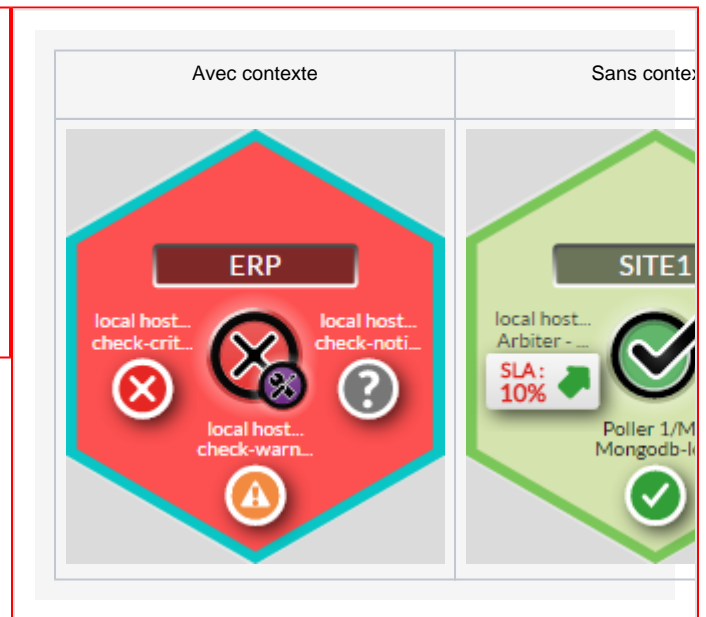 Avec contexte
Sans contex
ERP
local host...
check-crit...
local host...
check-noti...
local host...
check-warn...
SITE1
local host...
Arbiter - ...
SLA:
10%
Poller 1/M
Mongodb-l